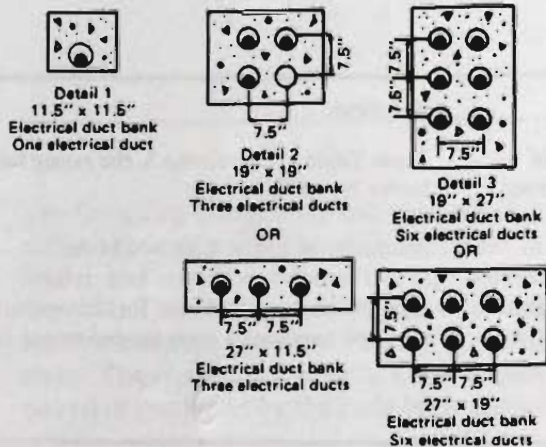 Detail 1
11.5" x 11.5"
Electrical duct bank
One electrical duct
7.5"
7.5"
Detail 2
19" x 19"
Electrical duct bank
Three electrical ducts
OR
7.5" 7.5"
27" x 11.5"
Electrical duct bank
Three electrical ducts
7.5"
7.5"
7.5"
Detail 3
19" x 27"
Electrical duct bank
Six electrical ducts
OR
7.5"
7.5" 7.5"
27" x 19"
Electrical duct bank
Six electrical ducts